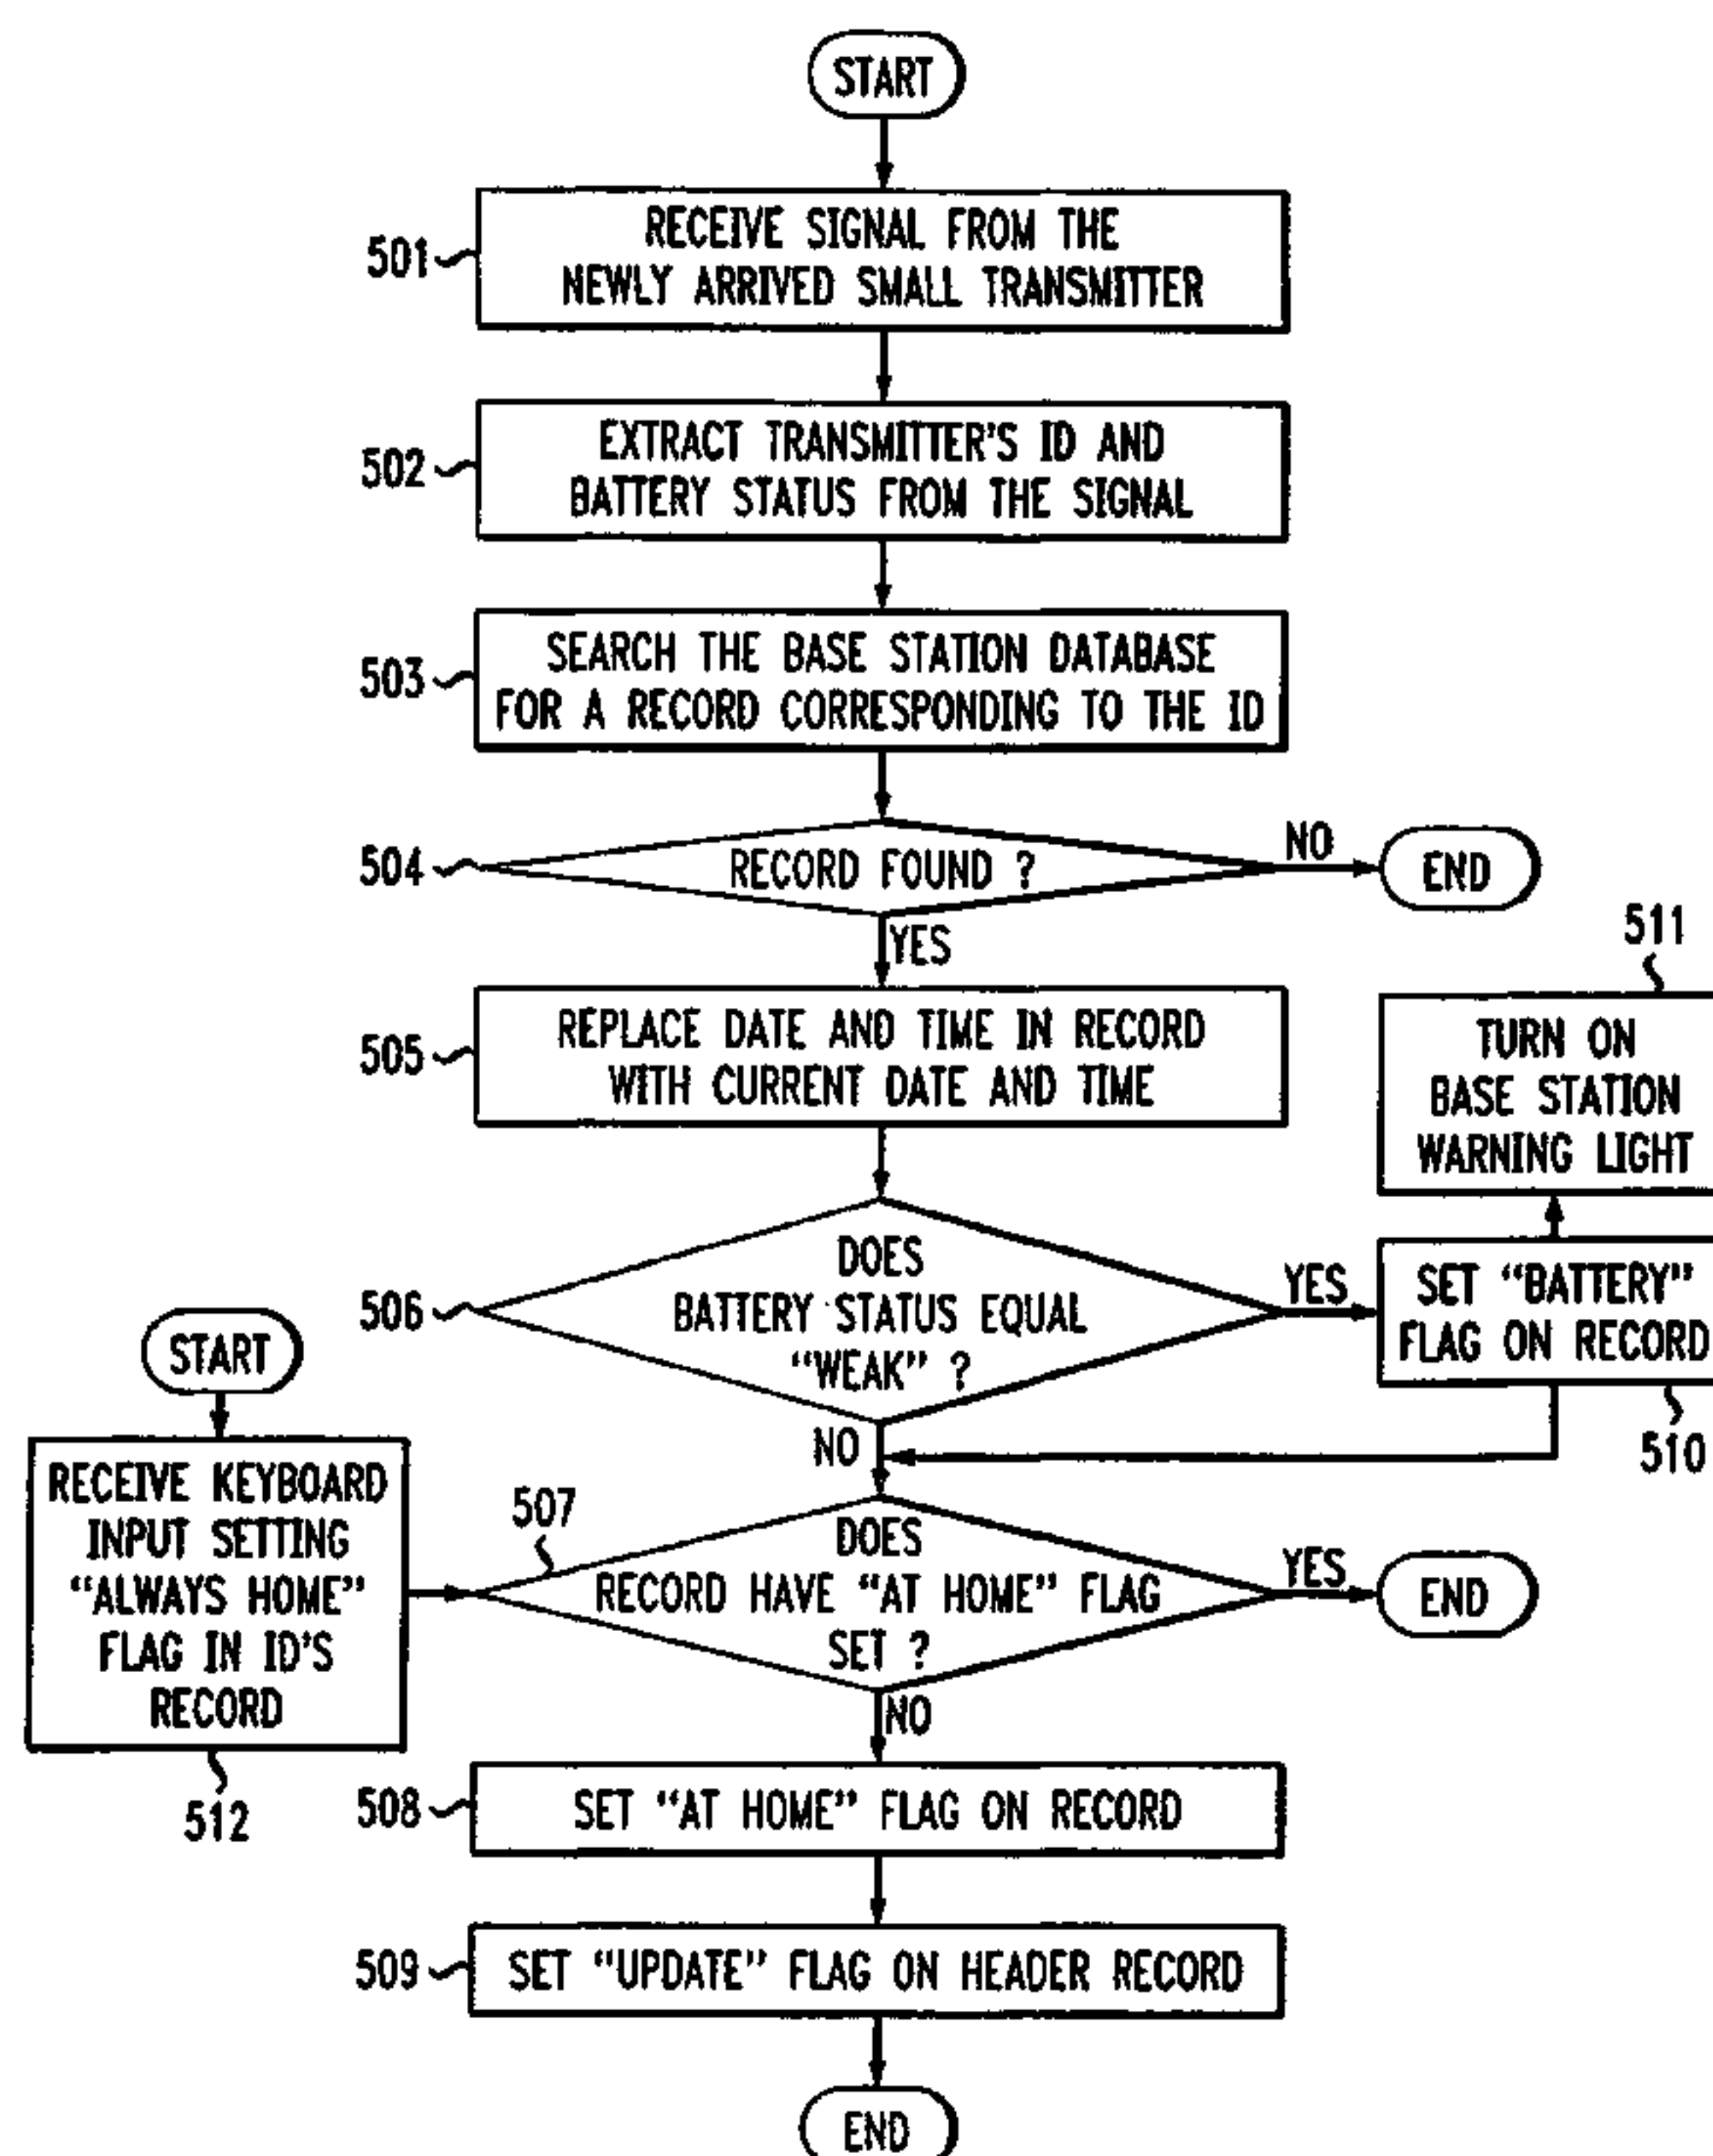 START
501
RECEIVE SIGNAL FROM THE
NEWLY ARRIVED SMALL TRANSMITTER
502
EXTRACT TRANSMITTER'S ID AND
BATTERY STATUS FROM THE SIGNAL
503
SEARCH THE BASE STATION DATABASE
FOR A RECORD CORRESPONDING TO THE ID
504
RECORD FOUND ?
NO
END
YES
505
REPLACE DATE AND TIME IN RECORD
WITH CURRENT DATE AND TIME
511
TURN ON
BASE STATION
WARNING LIGHT
506
DOES
BATTERY STATUS EQUAL
“WEAK” ?
YES
SET “BATTERY”
FLAG ON RECORD
510
NO
START
RECEIVE KEYBOARD
INPUT SETTING
“ALWAYS HOME”
FLAG IN ID'S
RECORD
512
507
DOES
RECORD HAVE “AT HOME” FLAG
SET ?
YES
END
NO
508
SET “AT HOME” FLAG ON RECORD
509
SET “UPDATE” FLAG ON HEADER RECORD
END